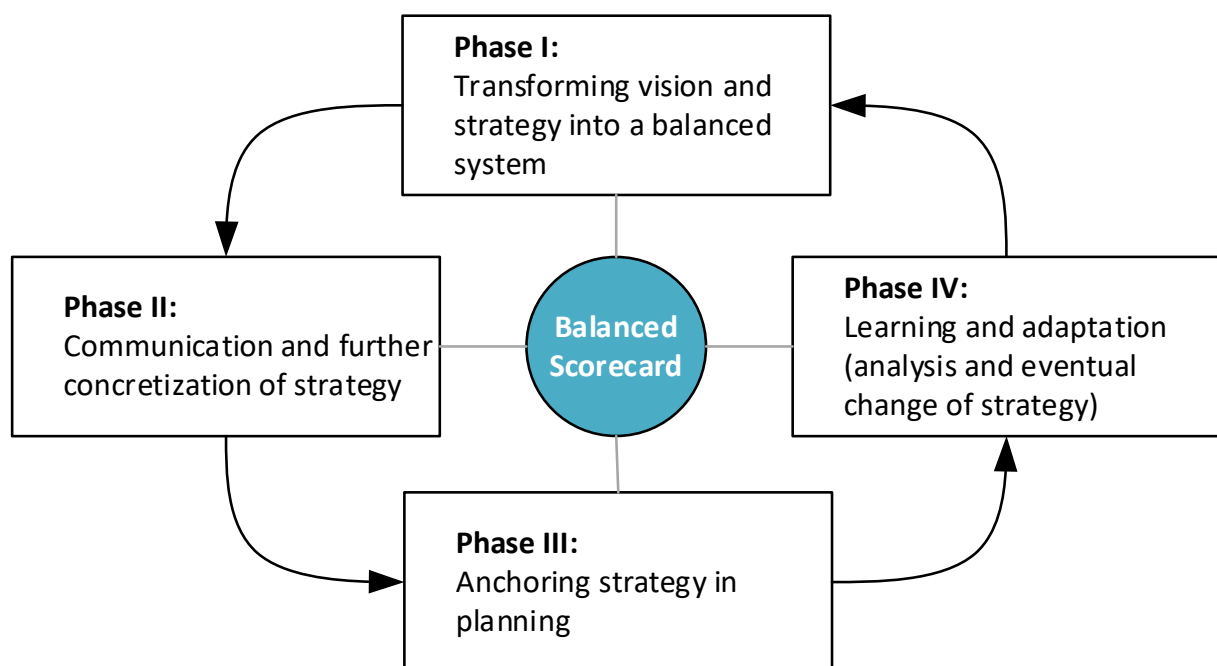 Phase I:
Transforming vision and
strategy into a balanced
system
Phase II:
Communication and further
concretization of strategy
Balanced
Scorecard
Phase IV:
Learning and adaptation
(analysis and eventual
change of strategy)
Phase III:
Anchoring strategy in
planning